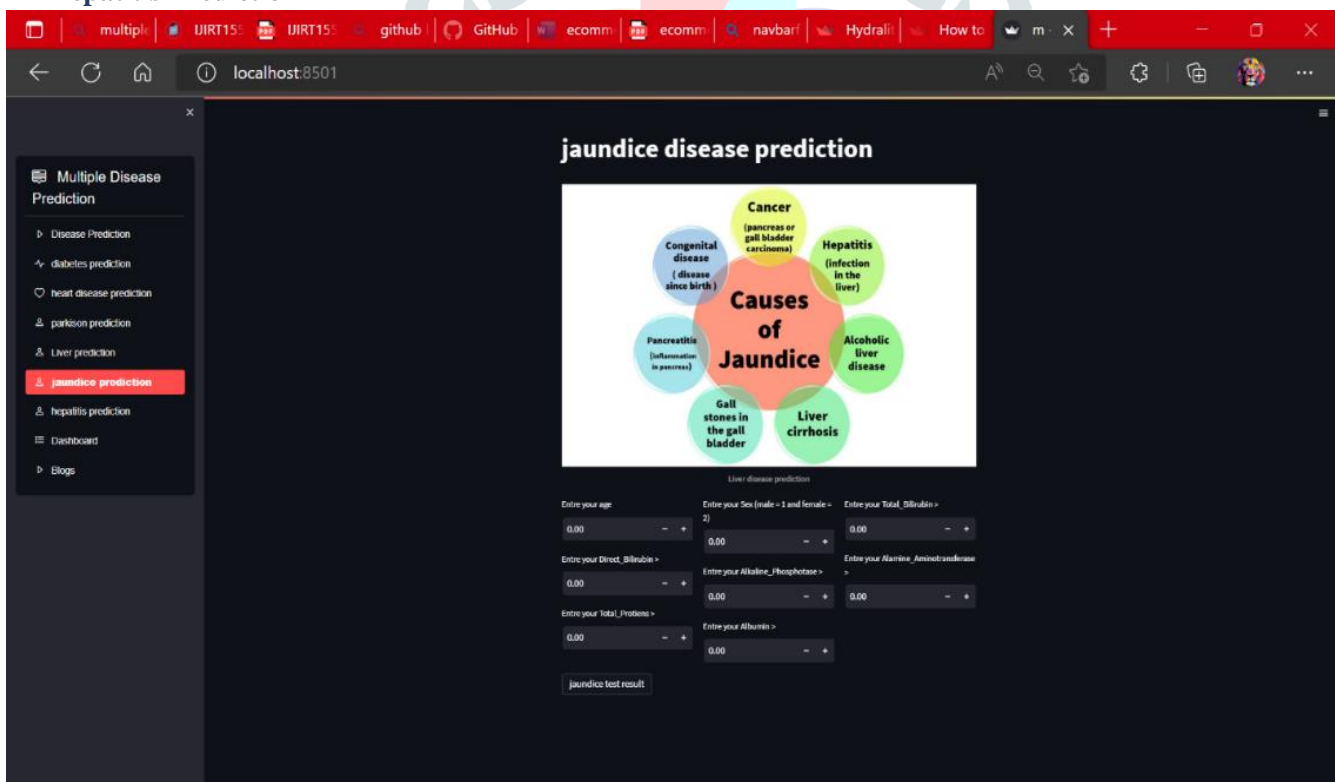 multiple
IJIRT155
IJIRT155
github
GitHub
ecomm
ecomm
navbarf
Hydralit
How to
m
localhost:8501
Multiple Disease
Prediction
Disease Prediction
diabetes prediction
heart disease prediction
parkison prediction
Liver prediction
jaundice prediction
hepatitis prediction
Dashboard
Blogs
jaundice disease prediction
Cancer
(pancreas or
gall bladder
carcinoma)
Congenital
disease
( disease
since birth )
Hepatitis
(infection
in the
liver)
Causes
of
Jaundice
Pancreatitis
(inflammation
in pancreas)
Alcoholic
liver
disease
Gall
stones in
the gall
bladder
Liver
cirrhosis
Liver disease prediction
Entre your age
0.00
Entre your Sex (male = 1 and female =
2)
0.00
Entre your Total_Bilirubin >
0.00
Entre your Direct_Bilirubin >
0.00
Entre your Alkaline_Phosphotase >
0.00
Entre your Alamine_Aminotransferase
>
0.00
Entre your Total_Protiens >
0.00
Entre your Albumin >
0.00
jaundice test result